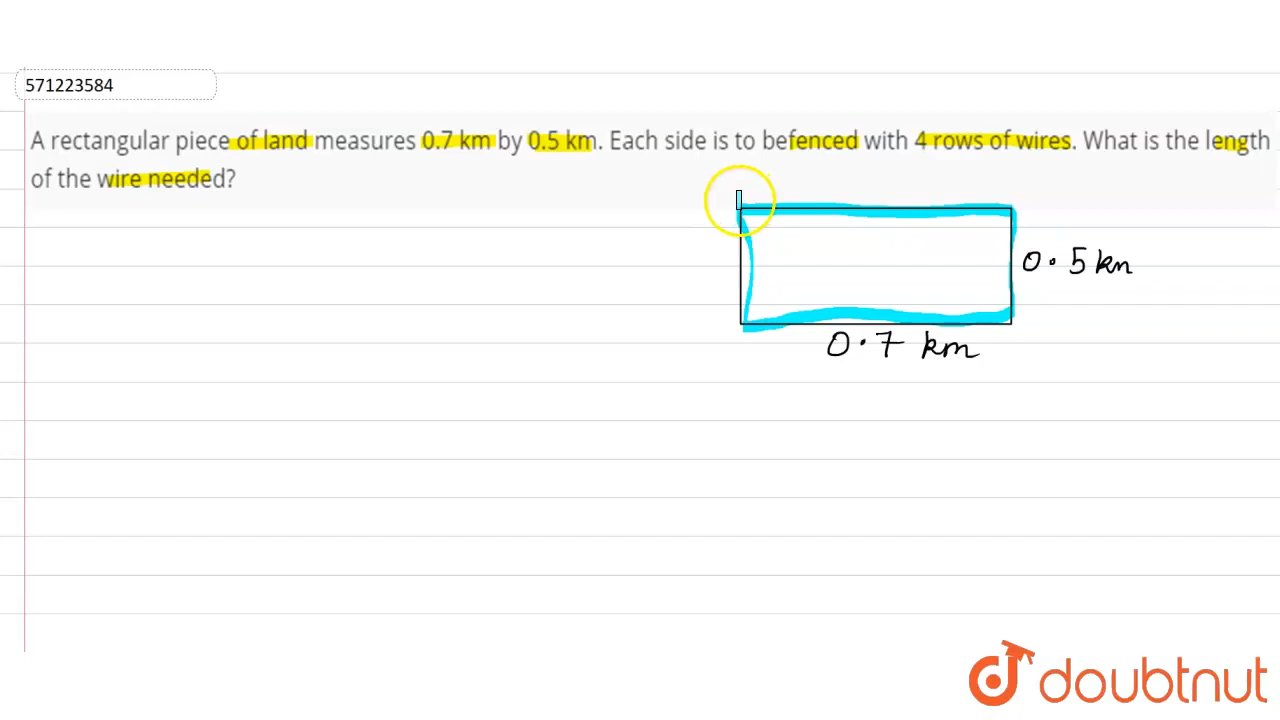 571223584
A rectangular piece of land measures 0.7 km by 0.5 km. Each side is to befenced with 4 rows of wires. What is the length
of the wire needed?
0.5 km
0.7 km
doubtnut